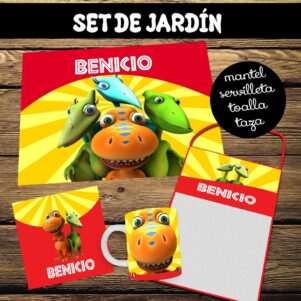 SET DE JARDÍN
BENICIO
mantel
servilleta
toalla
taza
BENICIO
BENICIO